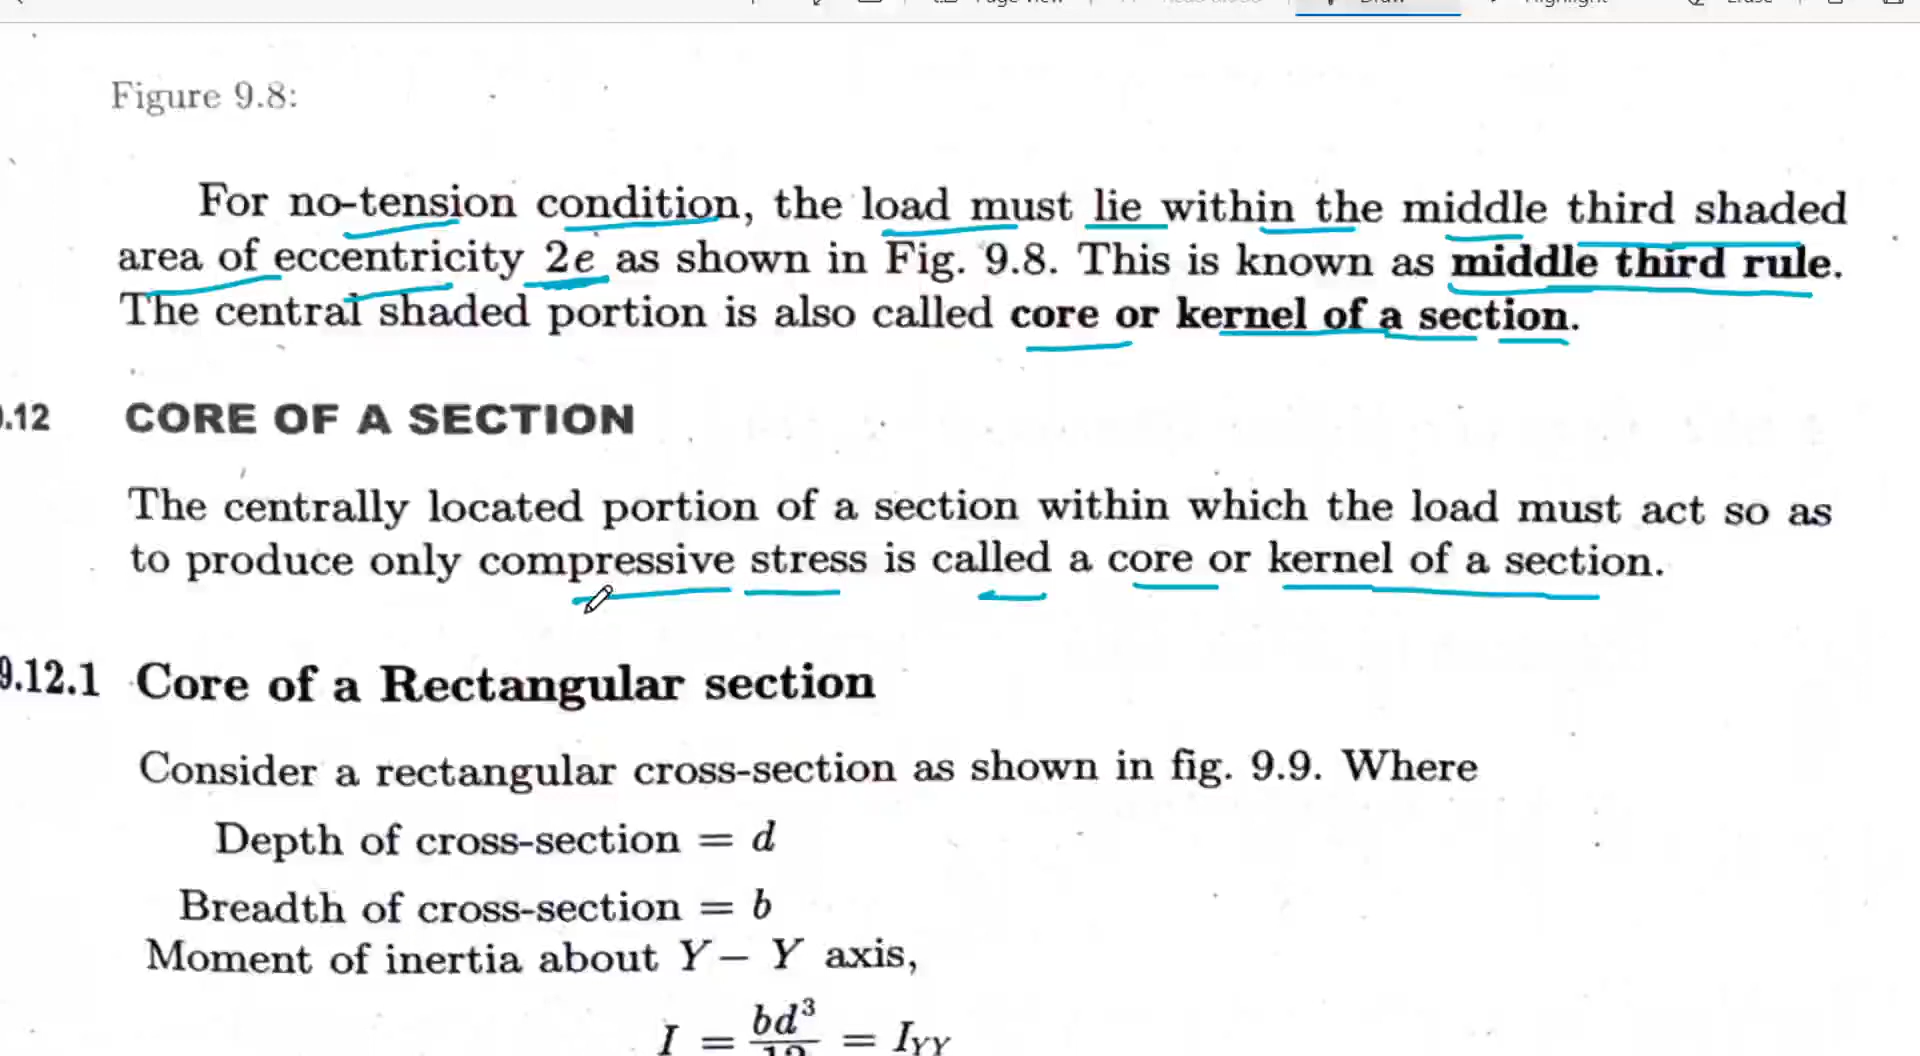 Figure 9.8:
For no-tension condition, the load must lie within the middle third shaded
area of eccentricity 2e as shown in Fig. 9.8. This is known as middle third rule.
The central shaded portion is also called core or kernel of a section.
.12 CORE OF A SECTION
The centrally located portion of a section within which the load must act so as
to produce only compressive stress is called a core or kernel of a section.
9.12.1 Core of a Rectangular section
Consider a rectangular cross-section as shown in fig. 9.9. Where
Depth of cross-section = d
Breadth of cross-section = b
Moment of inertia about Y – Y axis,
I = bd³/12 = I_YY